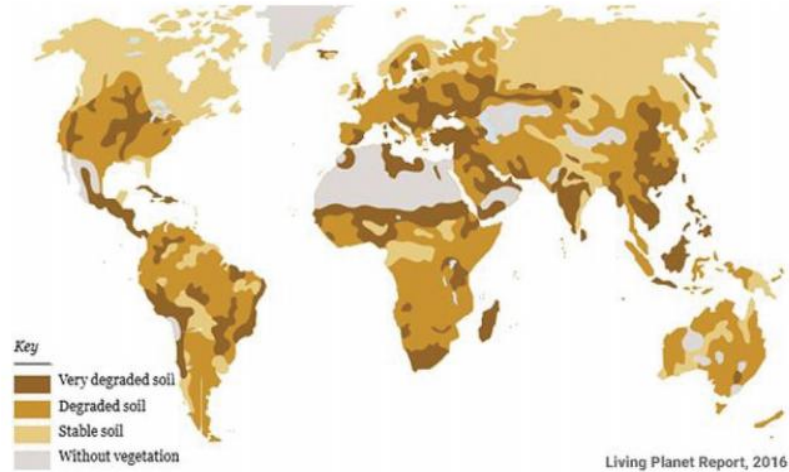 Key
Very degraded soil
Degraded soil
Stable soil
Without vegetation
Living Planet Report, 2016